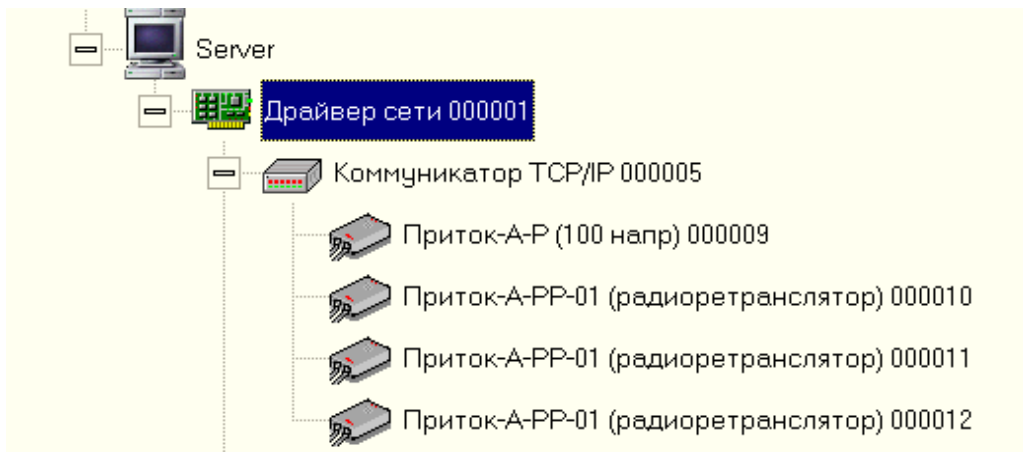 Server
Драйвер сети 000001
Коммуникатор TCP/IP 000005
Приток-А-Р (100 напр) 000009
Приток-А-РР-01 (радиоретранслятор) 000010
Приток-А-РР-01 (радиоретранслятор) 000011
Приток-А-РР-01 (радиоретранслятор) 000012